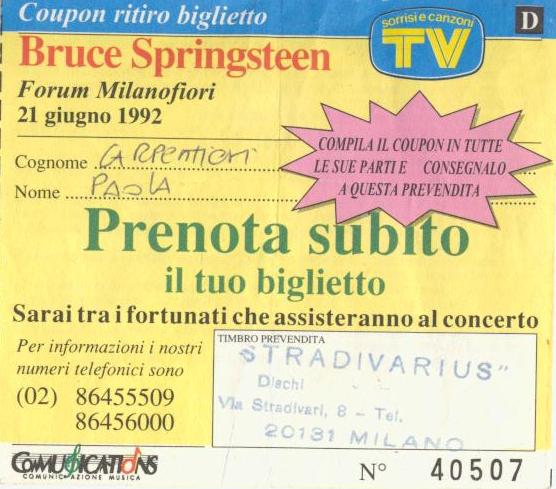 Coupon ritiro biglietto
sorrisi e canzoni
TV
D
Bruce Springsteen
Forum Milanofiori
21 giugno 1992
COMPILA IL COUPON IN TUTTE
LE SUE PARTI E CONSEGNALO
A QUESTA PREVENDITA
Cognome CARPENTIERI
Nome PAOLA
Prenota subito
il tuo biglietto
Sarai tra i fortunati che assisteranno al concerto
Per informazioni i nostri
numeri telefonici sono
(02) 86455509
86456000
TIMBRO PREVENDITA
"STRADIVARIUS"
Dischi
Via Stradivari, 8 - Tel.
20131 MILANO
COMUNICATIONS
COMUNICAZIONE MUSICA
N° 40507